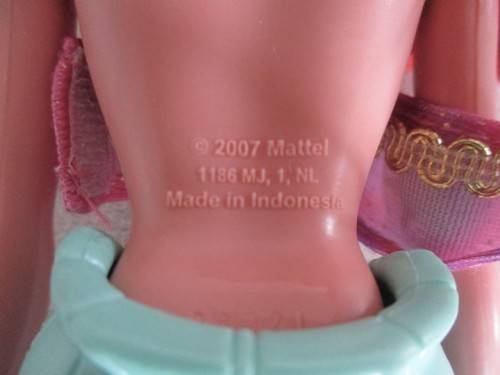 © 2007 Mattel
1186 MJ, 1, NL
Made in Indonesia